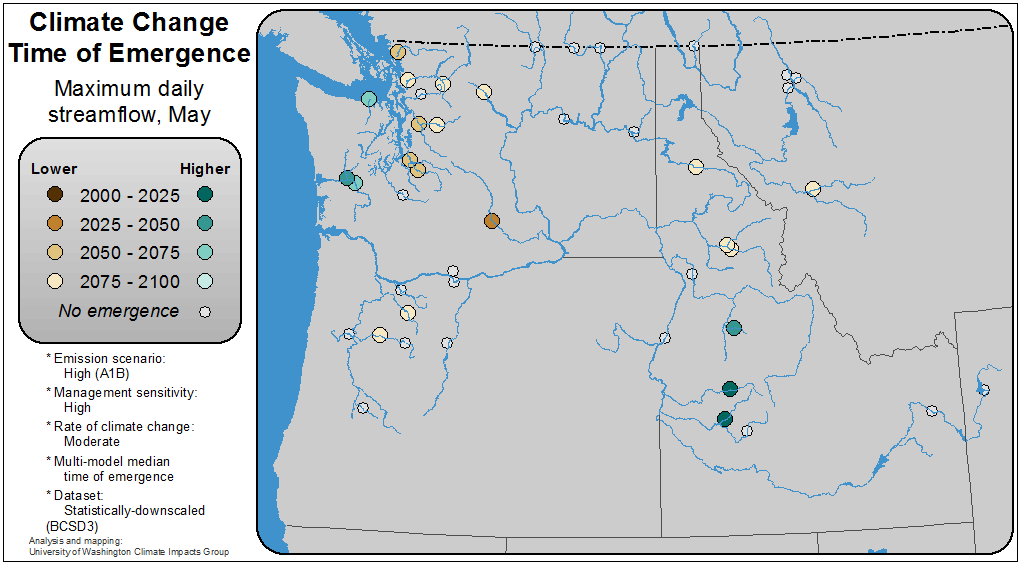 Climate Change
Time of Emergence
Maximum daily
streamflow, May
Lower Higher
2000 - 2025
2025 - 2050
2050 - 2075
2075 - 2100
No emergence
* Emission scenario:
High (A1B)
* Management sensitivity:
High
* Rate of climate change:
Moderate
* Multi-model median
time of emergence
* Dataset:
Statistically-downscaled
(BCSD3)
Analysis and mapping:
University of Washington Climate Impacts Group